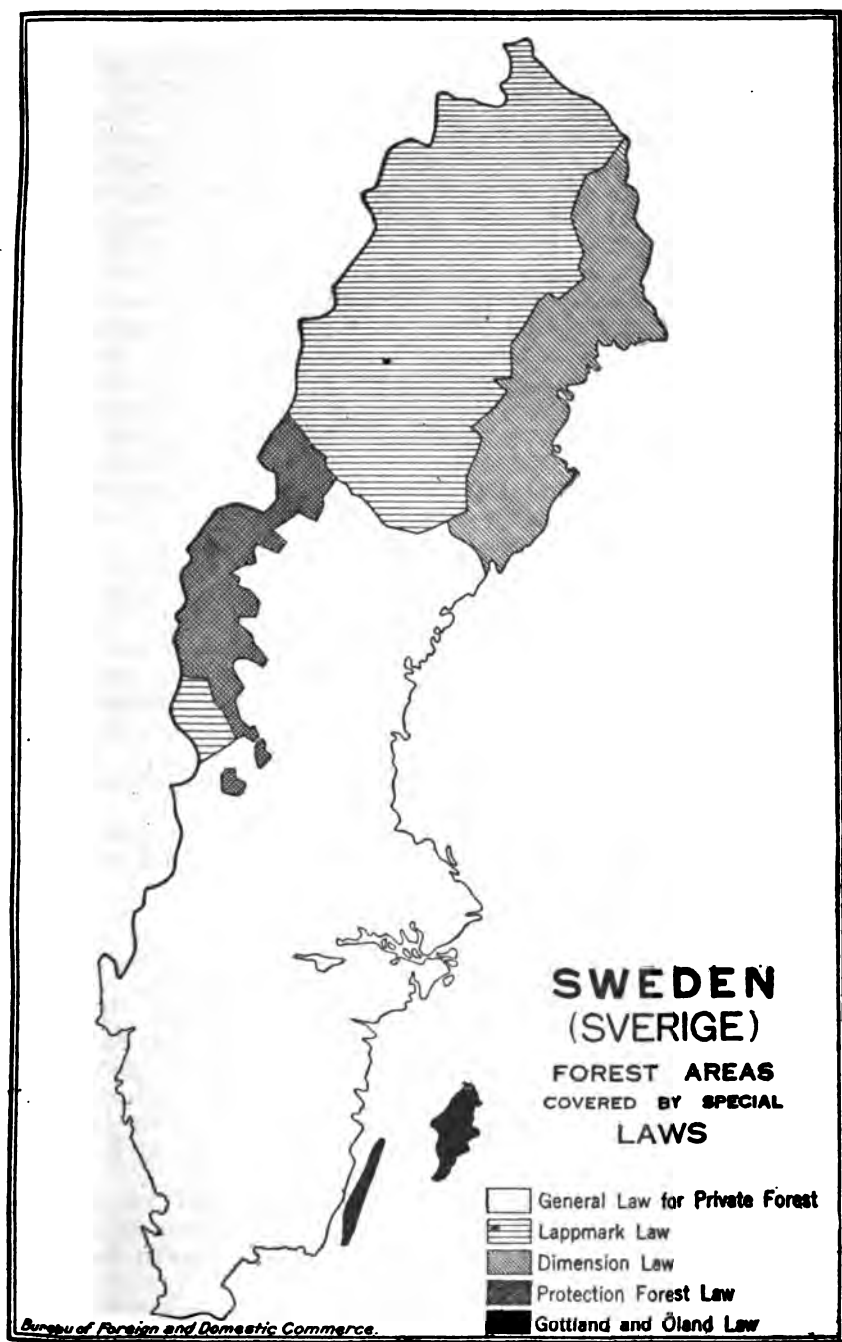 SWEDEN
(SVERIGE)
FOREST AREAS
COVERED BY SPECIAL
LAWS
General Law for Private Forest
Lappmark Law
Dimension Law
Protection Forest Law
Gottland and Öland Law
Bureau of Foreign and Domestic Commerce.